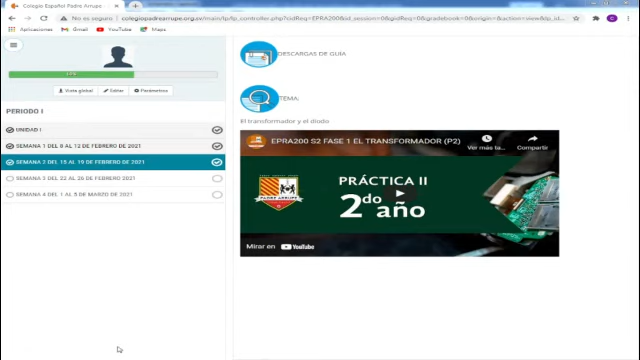 Colegio Español Padre Arrupe
No es seguro
colegiopadrearrupe.org.sv/main/lp/lp_controller.php?cidReq=EPRA200&id_session=0&gidReq=0&gradebook=0&origin=&action=view&lp_id...
Aplicaciones
Gmail
YouTube
Maps
Vista global
Editar
Parámetros
PERIODO I
UNIDAD I
SEMANA 1 DEL 8 AL 12 DE FEBRERO DE 2021
SEMANA 2 DEL 15 AL 19 DE FEBRERO DE 2021
SEMANA 3 DEL 22 AL 26 DE FEBRERO DE 2021
SEMANA 4 DEL 1 AL 5 DE MARZO DE 2021
DESCARGAS DE GUÍA
TEMA.
El transformador y el diodo
EPRA200 S2 FASE 1 EL TRANSFORMADOR (P2)
Ver más ta...
Compartir
PRÁCTICA II
2do año
PADRE ARRUPE
Mirar en YouTube